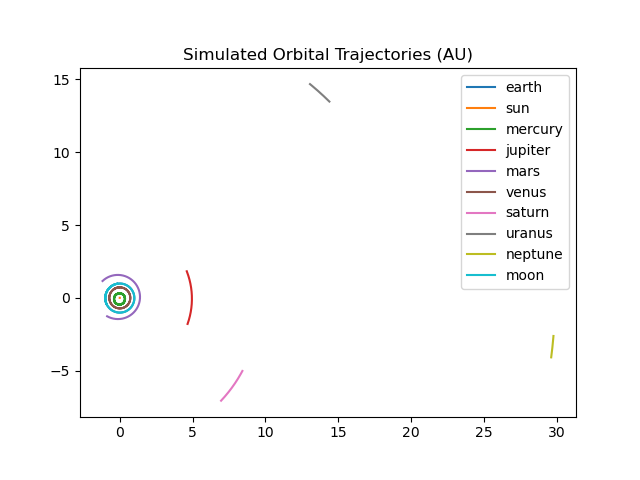 Simulated Orbital Trajectories (AU)
15
10
5
0
−5
earth
sun
mercury
jupiter
mars
venus
saturn
uranus
neptune
moon
0 5 10 15 20 25 30